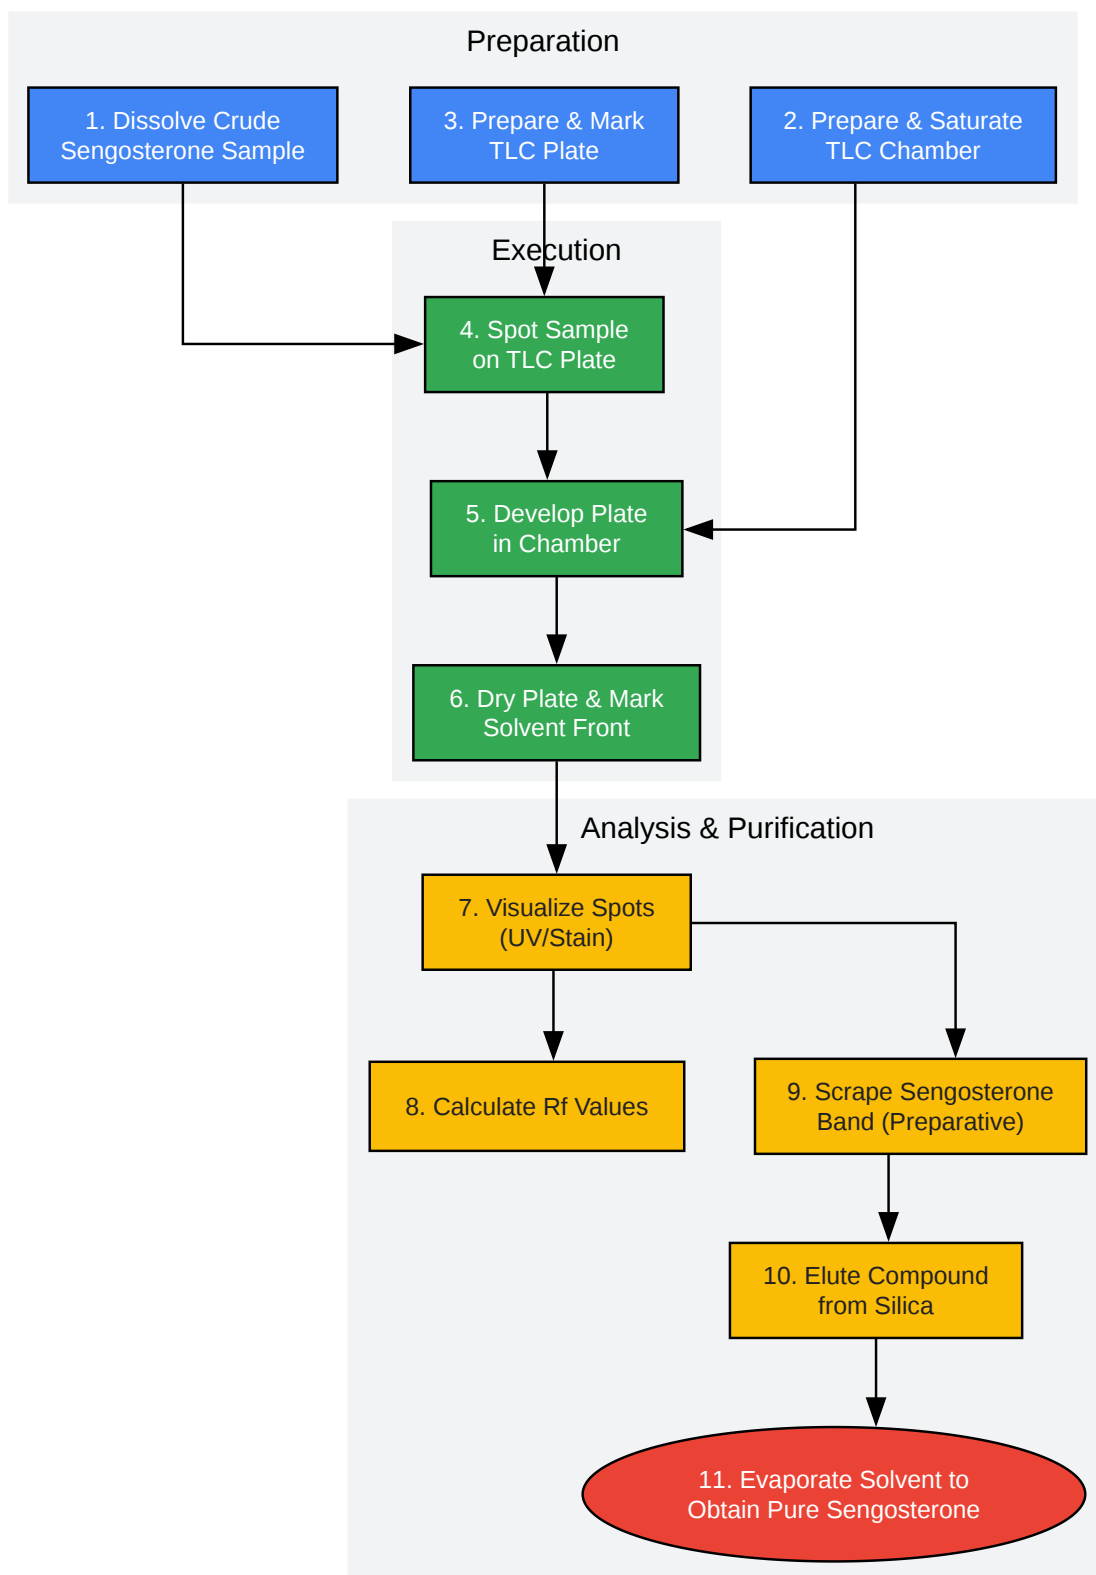 Preparation
1. Dissolve Crude
Sengosterone Sample
3. Prepare & Mark
TLC Plate
2. Prepare & Saturate
TLC Chamber
Execution
4. Spot Sample
on TLC Plate
5. Develop Plate
in Chamber
6. Dry Plate & Mark
Solvent Front
Analysis & Purification
7. Visualize Spots
(UV/Stain)
8. Calculate Rf Values
9. Scrape Sengosterone
Band (Preparative)
10. Elute Compound
from Silica
11. Evaporate Solvent to
Obtain Pure Sengosterone